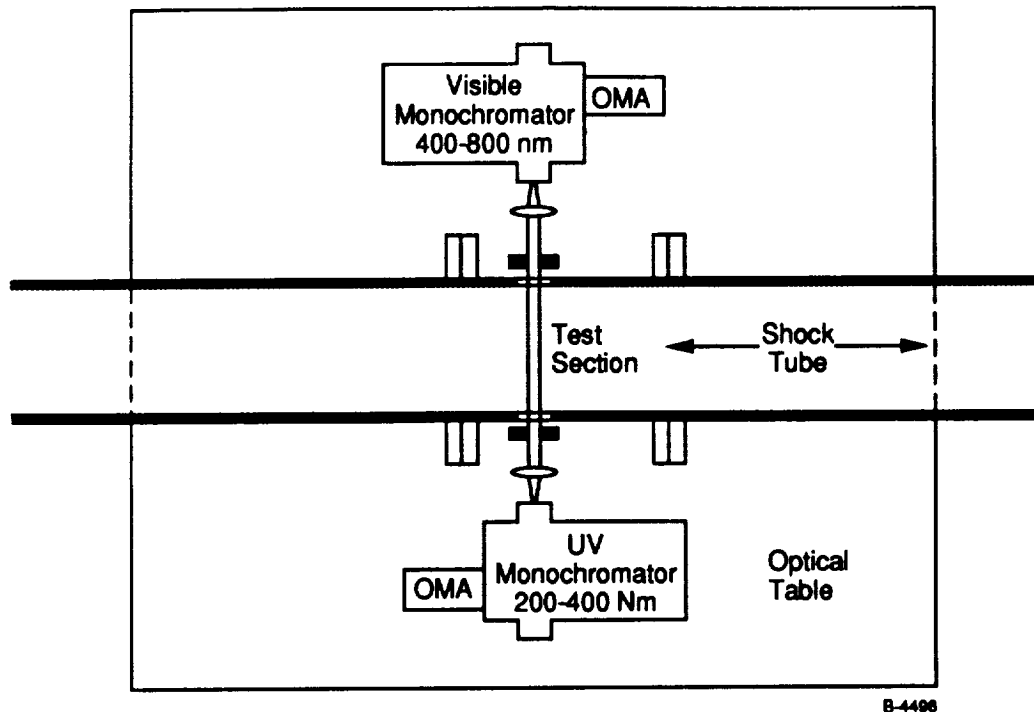 Visible
Monochromator
400-800 nm
OMA
Test
Section
Shock
Tube
UV
Monochromator
200-400 Nm
OMA
Optical
Table
B-4496